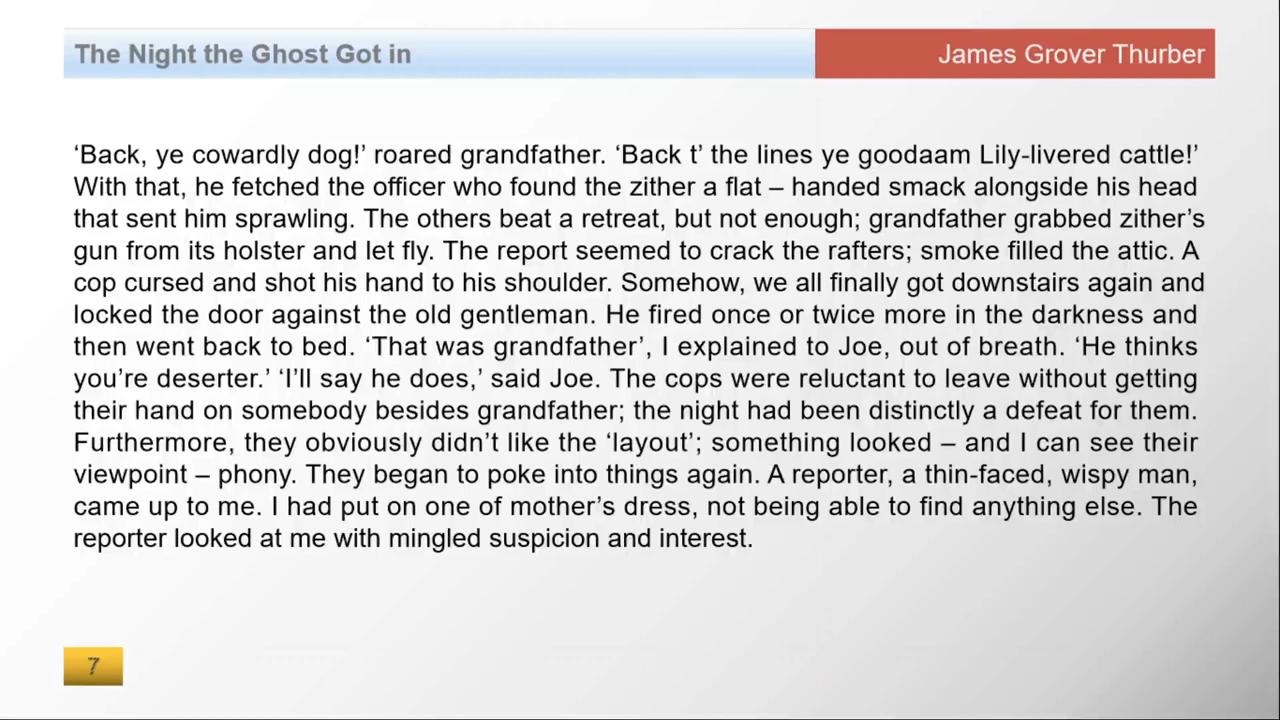 The Night the Ghost Got in
James Grover Thurber
‘Back, ye cowardly dog!’ roared grandfather. ‘Back t’ the lines ye goodaam Lily-livered cattle!’
With that, he fetched the officer who found the zither a flat – handed smack alongside his head
that sent him sprawling. The others beat a retreat, but not enough; grandfather grabbed zither’s
gun from its holster and let fly. The report seemed to crack the rafters; smoke filled the attic. A
cop cursed and shot his hand to his shoulder. Somehow, we all finally got downstairs again and
locked the door against the old gentleman. He fired once or twice more in the darkness and
then went back to bed. ‘That was grandfather’, I explained to Joe, out of breath. ‘He thinks
you’re deserter.’ ‘I’ll say he does,’ said Joe. The cops were reluctant to leave without getting
their hand on somebody besides grandfather; the night had been distinctly a defeat for them.
Furthermore, they obviously didn’t like the ‘layout’; something looked – and I can see their
viewpoint – phony. They began to poke into things again. A reporter, a thin-faced, wispy man,
came up to me. I had put on one of mother’s dress, not being able to find anything else. The
reporter looked at me with mingled suspicion and interest.
7